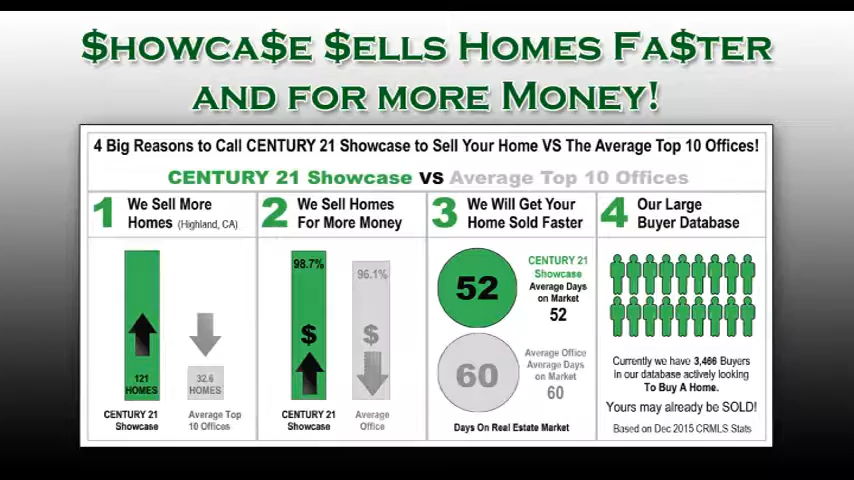 $HOWCA$E $ELLS HOMES FA$TER
AND FOR MORE MONEY!
4 Big Reasons to Call CENTURY 21 Showcase to Sell Your Home VS The Average Top 10 Offices!
CENTURY 21 Showcase VS Average Top 10 Offices
1 We Sell More
Homes (Highland, CA)
121
HOMES
32.6
HOMES
CENTURY 21
Showcase
Average Top
10 Offices
2 We Sell Homes
For More Money
98.7%
$
96.1%
$
CENTURY 21
Showcase
Average
Office
3 We Will Get Your
Home Sold Faster
52
CENTURY 21
Showcase
Average Days
on Market
52
60
Average Office
Average Days
on Market
60
Days On Real Estate Market
4 Our Large
Buyer Database
Currently we have 3,466 Buyers
in our database actively looking
To Buy A Home.
Yours may already be SOLD!
Based on Dec 2015 CRMLS Stats